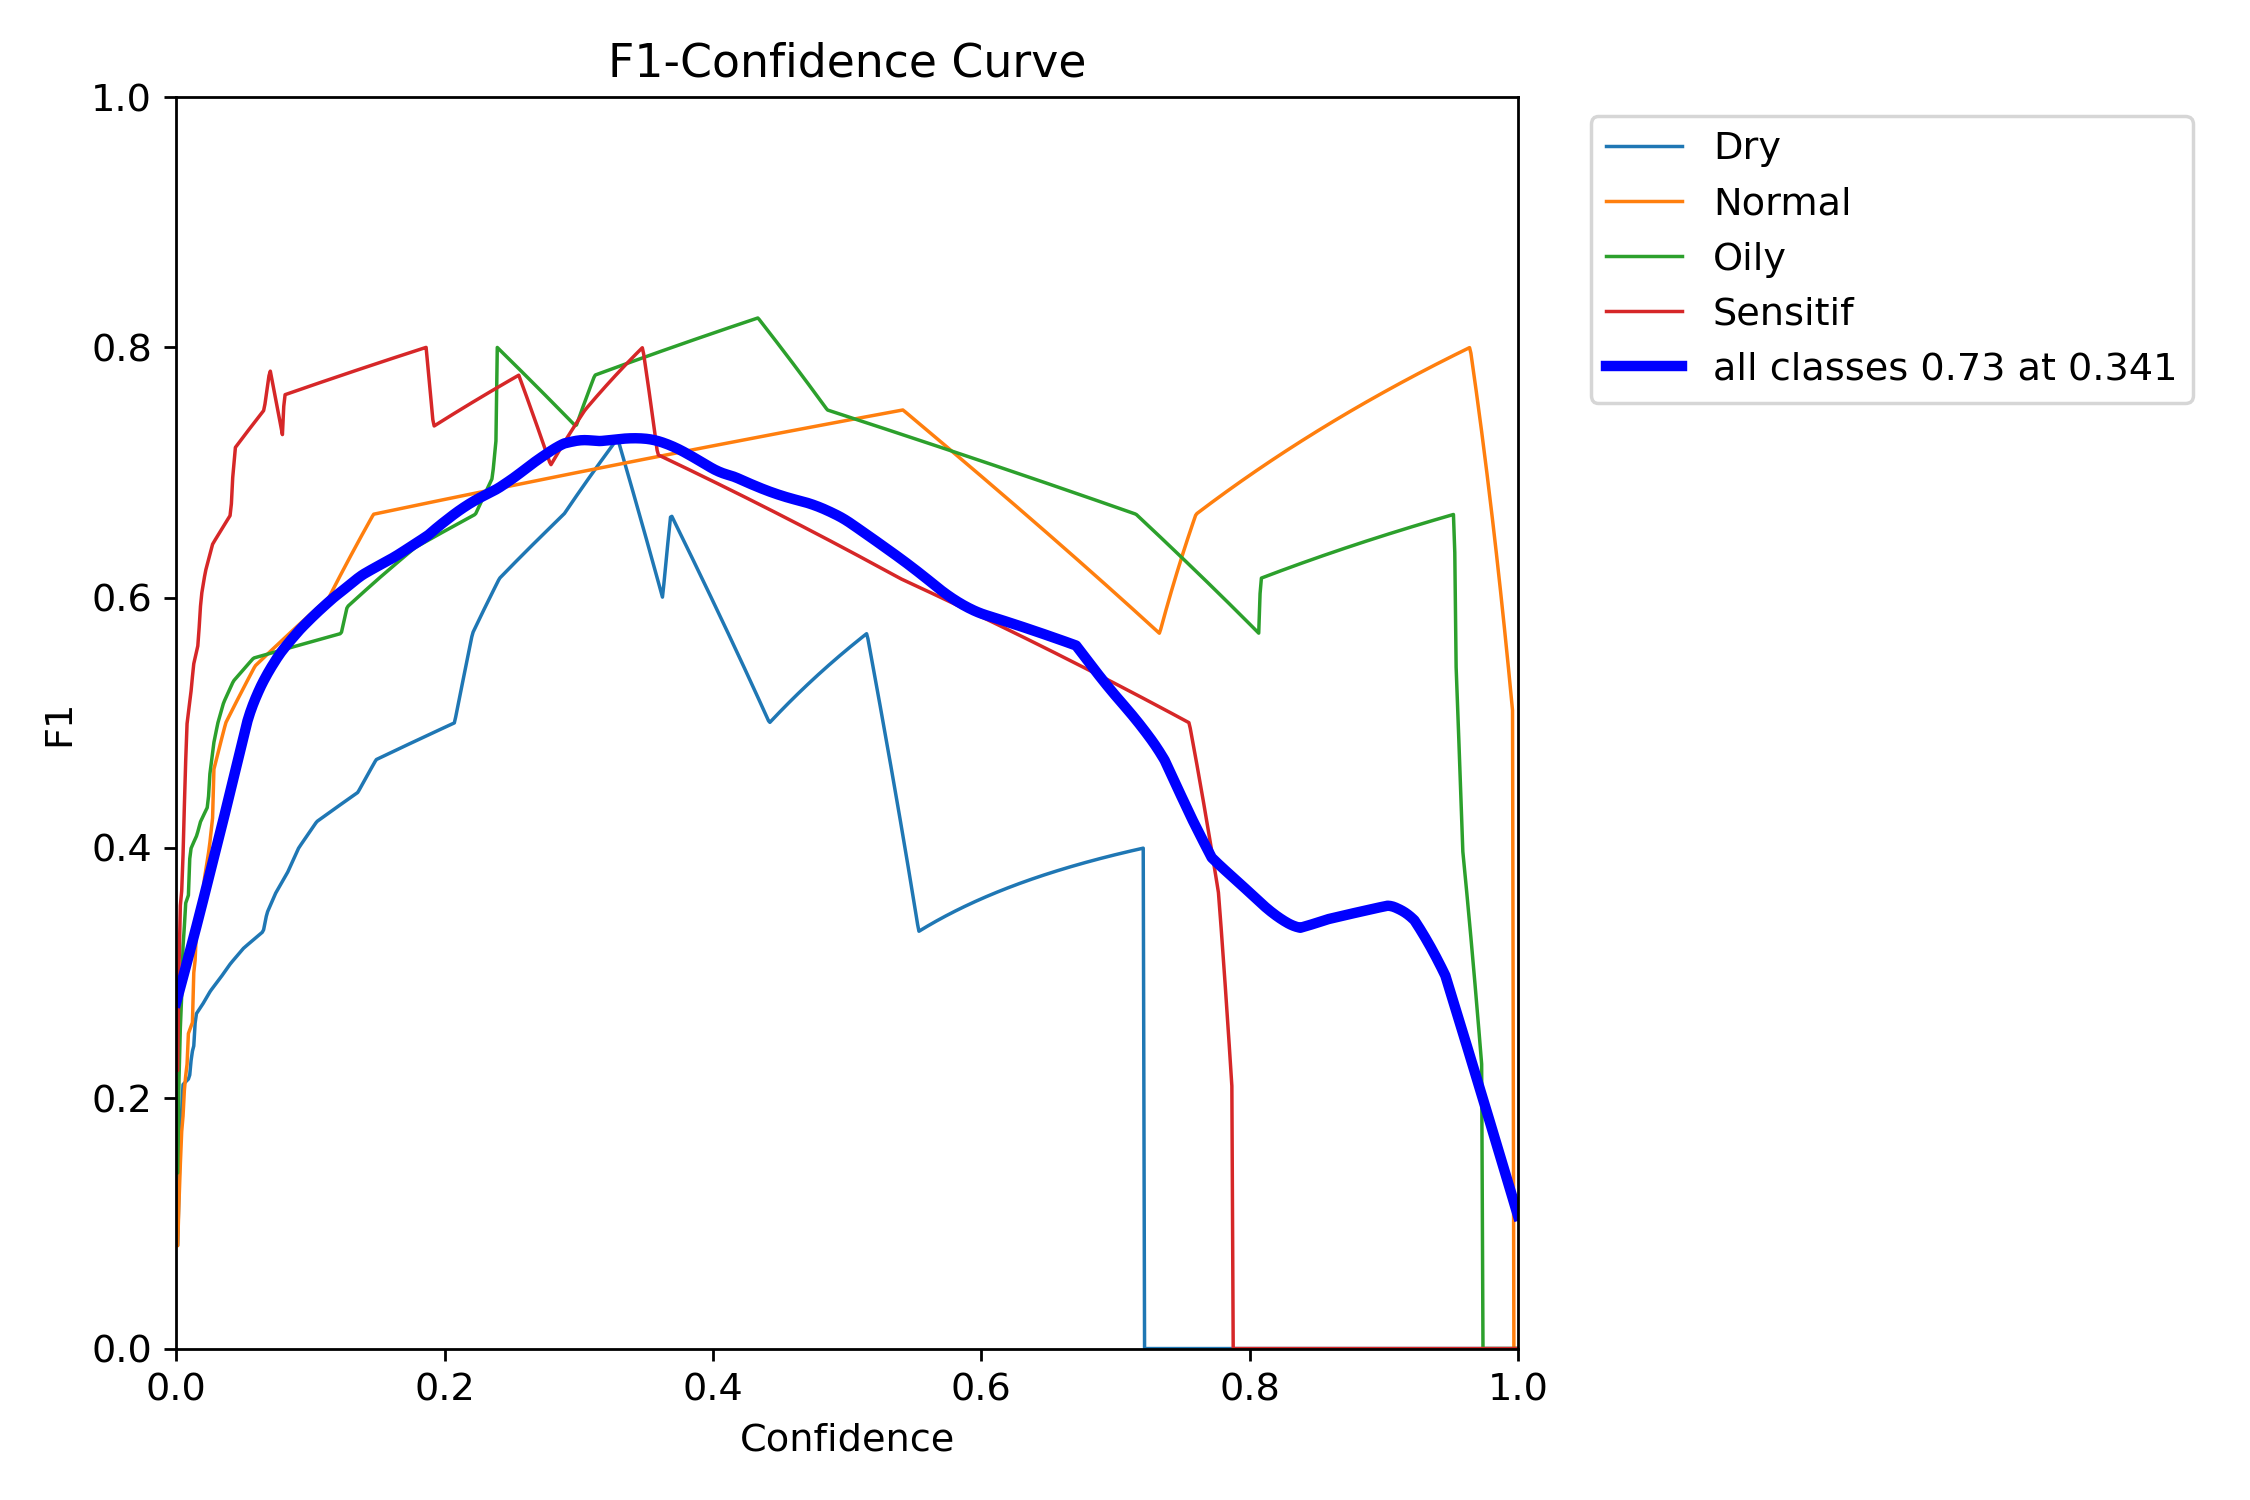 F1-Confidence Curve
1.0
0.8
0.6
0.4
0.2
0.0
F1
0.0 0.2 0.4 0.6 0.8 1.0
Confidence
Dry
Normal
Oily
Sensitif
all classes 0.73 at 0.341